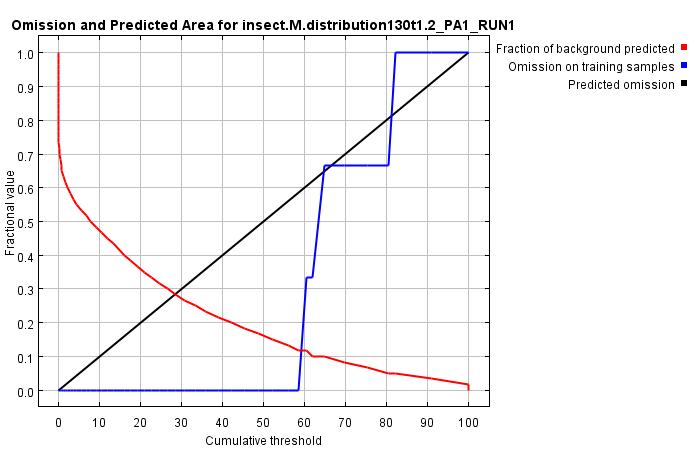 Omission and Predicted Area for insect.M.distribution130t1.2_PA1_RUN1
Fraction of background predicted
Omission on training samples
Predicted omission
Fractional value
1.0
0.9
0.8
0.7
0.6
0.5
0.4
0.3
0.2
0.1
0.0
0 10 20 30 40 50 60 70 80 90 100
Cumulative threshold